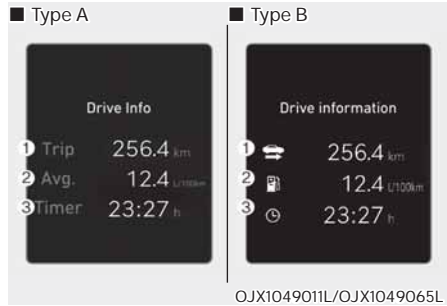 ■ Type A
■ Type B
Drive Info
1 Trip 256.4 km
2 Avg. 12.4 L/100km
3 Timer 23:27 h
Drive information
1 256.4 km
2 12.4 L/100km
3 23:27 h
OJX1049011L/OJX1049065L